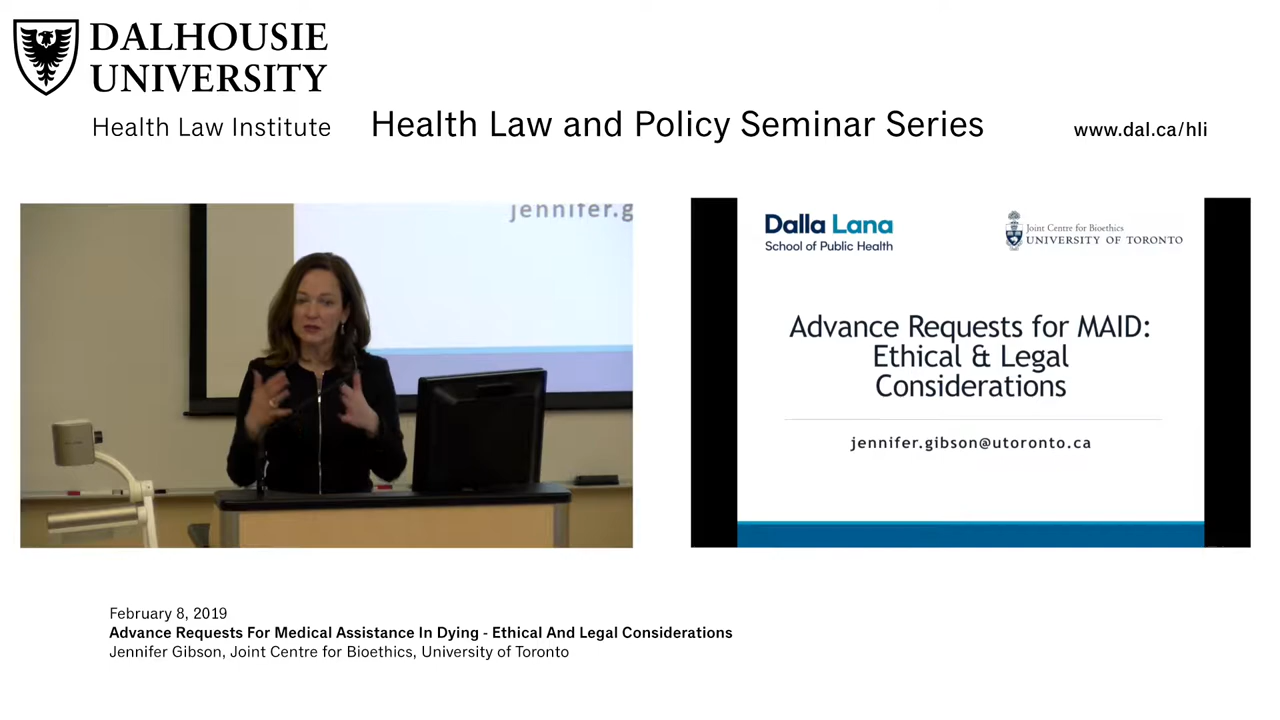 DALHOUSIE
UNIVERSITY
Health Law Institute
Health Law and Policy Seminar Series
www.dal.ca/hli
jennifer.g
Dalla Lana
School of Public Health
Joint Centre for Bioethics
UNIVERSITY OF TORONTO
Advance Requests for MAID:
Ethical & Legal
Considerations
jennifer.gibson@utoronto.ca
February 8, 2019
Advance Requests For Medical Assistance In Dying - Ethical And Legal Considerations
Jennifer Gibson, Joint Centre for Bioethics, University of Toronto